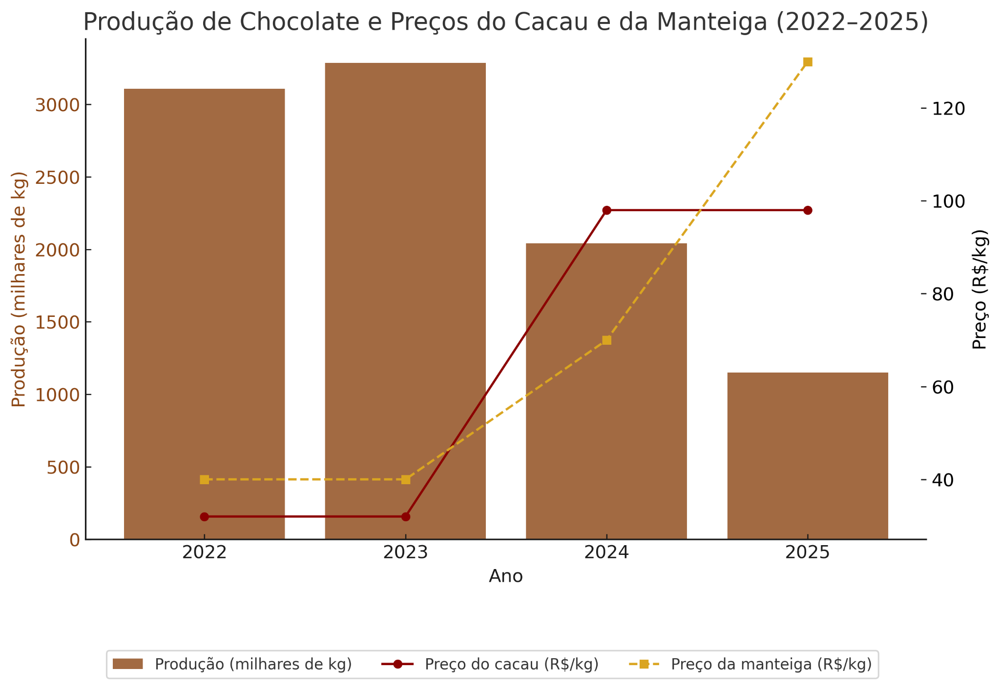 Produção de Chocolate e Preços do Cacau e da Manteiga (2022–2025)
Produção (milhares de kg)
3000
2500
2000
1500
1000
500
0
120
100
80
60
40
Preço (R$/kg)
2022 2023 2024 2025
Ano
Produção (milhares de kg) Preço do cacau (R$/kg) Preço da manteiga (R$/kg)